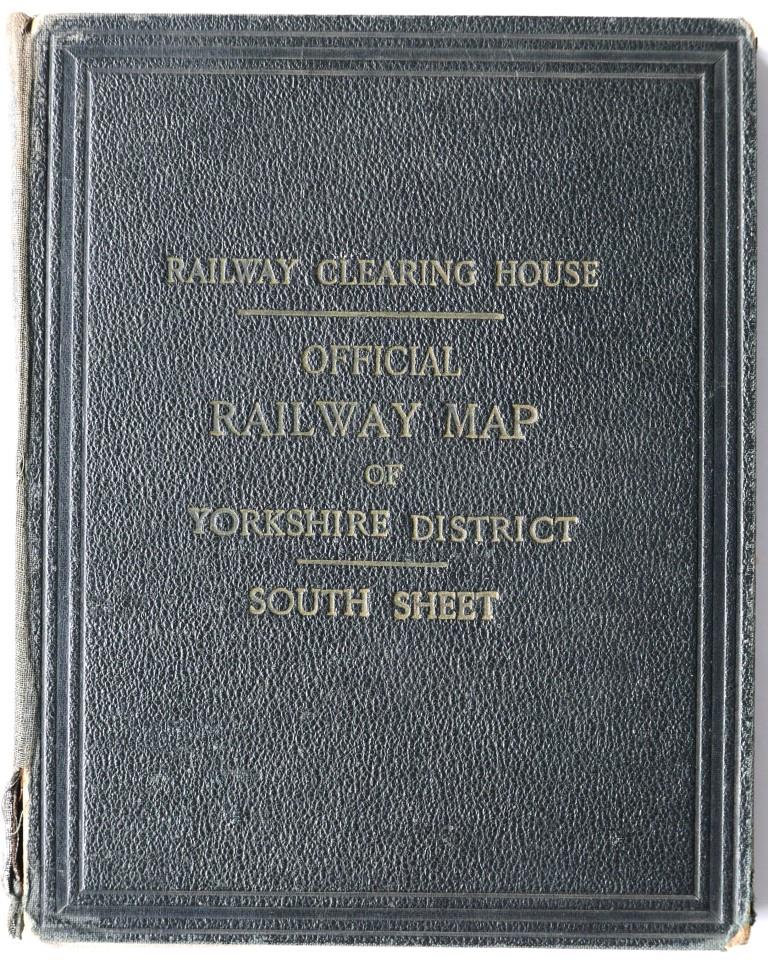 RAILWAY CLEARING HOUSE
OFFICIAL
RAILWAY MAP
OF
YORKSHIRE DISTRICT
SOUTH SHEET